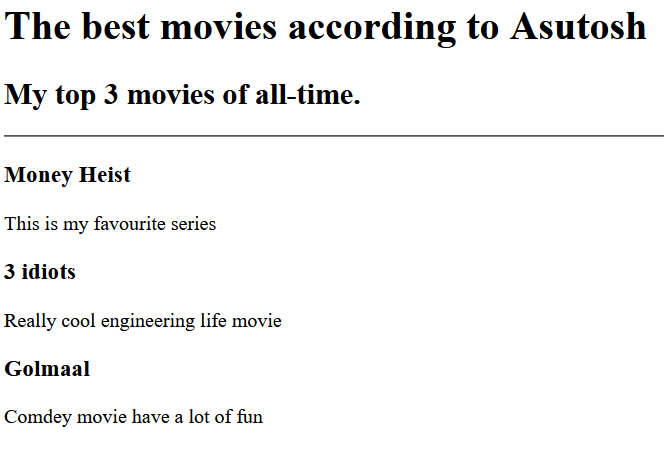 The best movies according to Asutosh
My top 3 movies of all-time.
Money Heist
This is my favourite series
3 idiots
Really cool engineering life movie
Golmaal
Comdey movie have a lot of fun